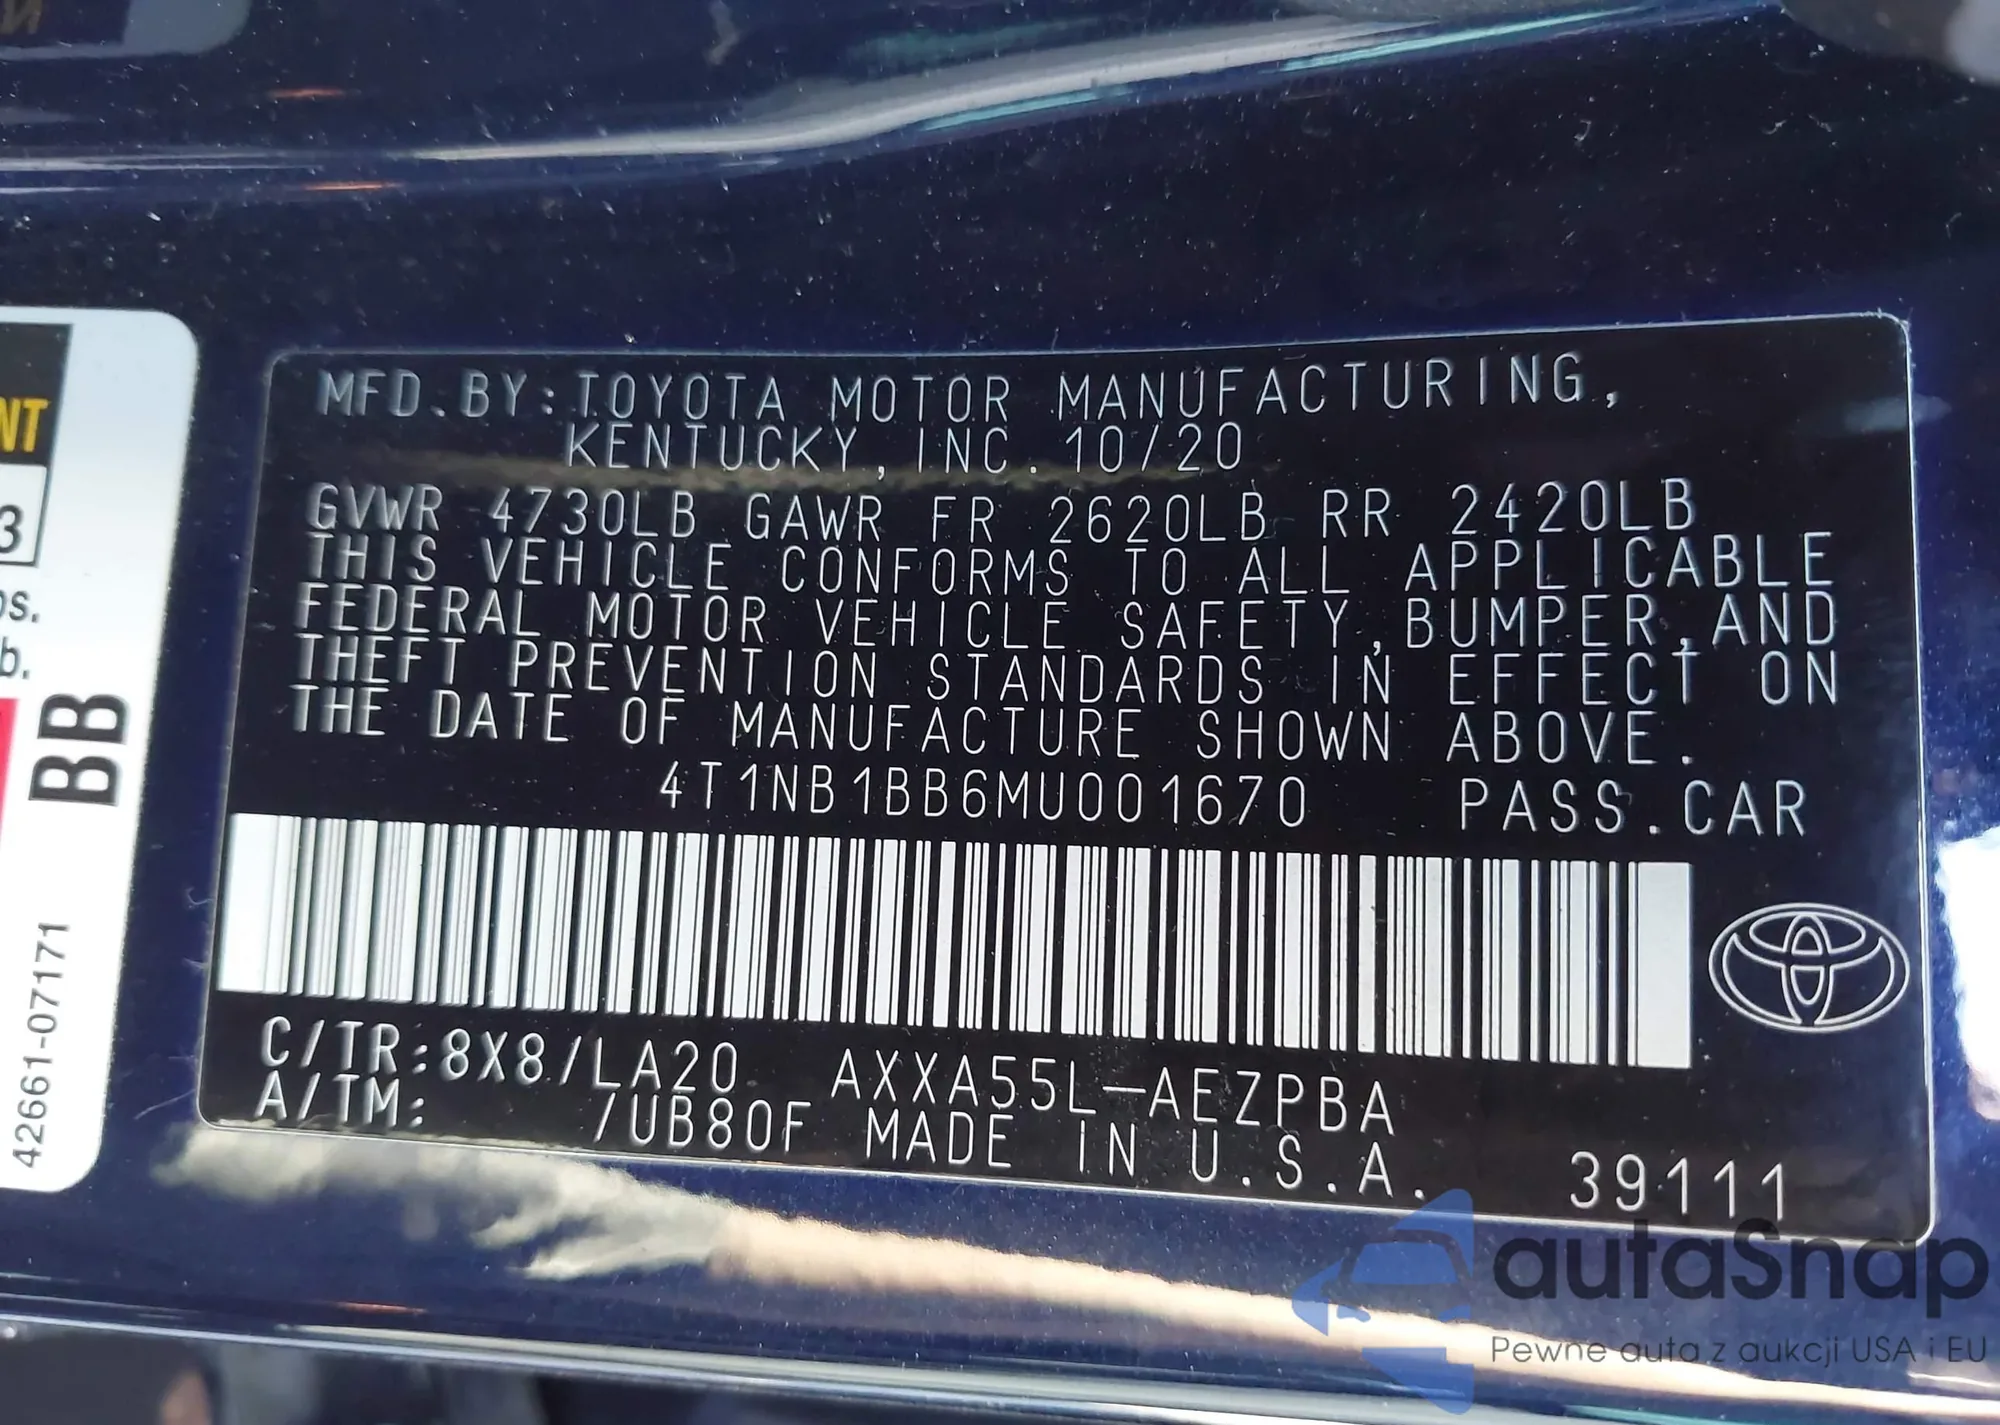 NT
3
os.
b.
BB
42661-07171
MFD.BY:TOYOTA MOTOR MANUFACTURING,
KENTUCKY,INC.10/20
GVWR 4730LB GAWR FR 2620LB RR 2420LB
THIS VEHICLE CONFORMS TO ALL APPLICABLE
FEDERAL MOTOR VEHICLE SAFETY,BUMPER,AND
THEFT PREVENTION STANDARDS IN EFFECT ON
THE DATE OF MANUFACTURE SHOWN ABOVE.
4T1NB1BB6MU001670 PASS.CAR
C/TR:8X8/LA20 AXXA55L-AEZPBA
A/TM: /UB80F MADE IN U.S.A. 39111
autaSnap
Pewne auta z aukcji USA i EU